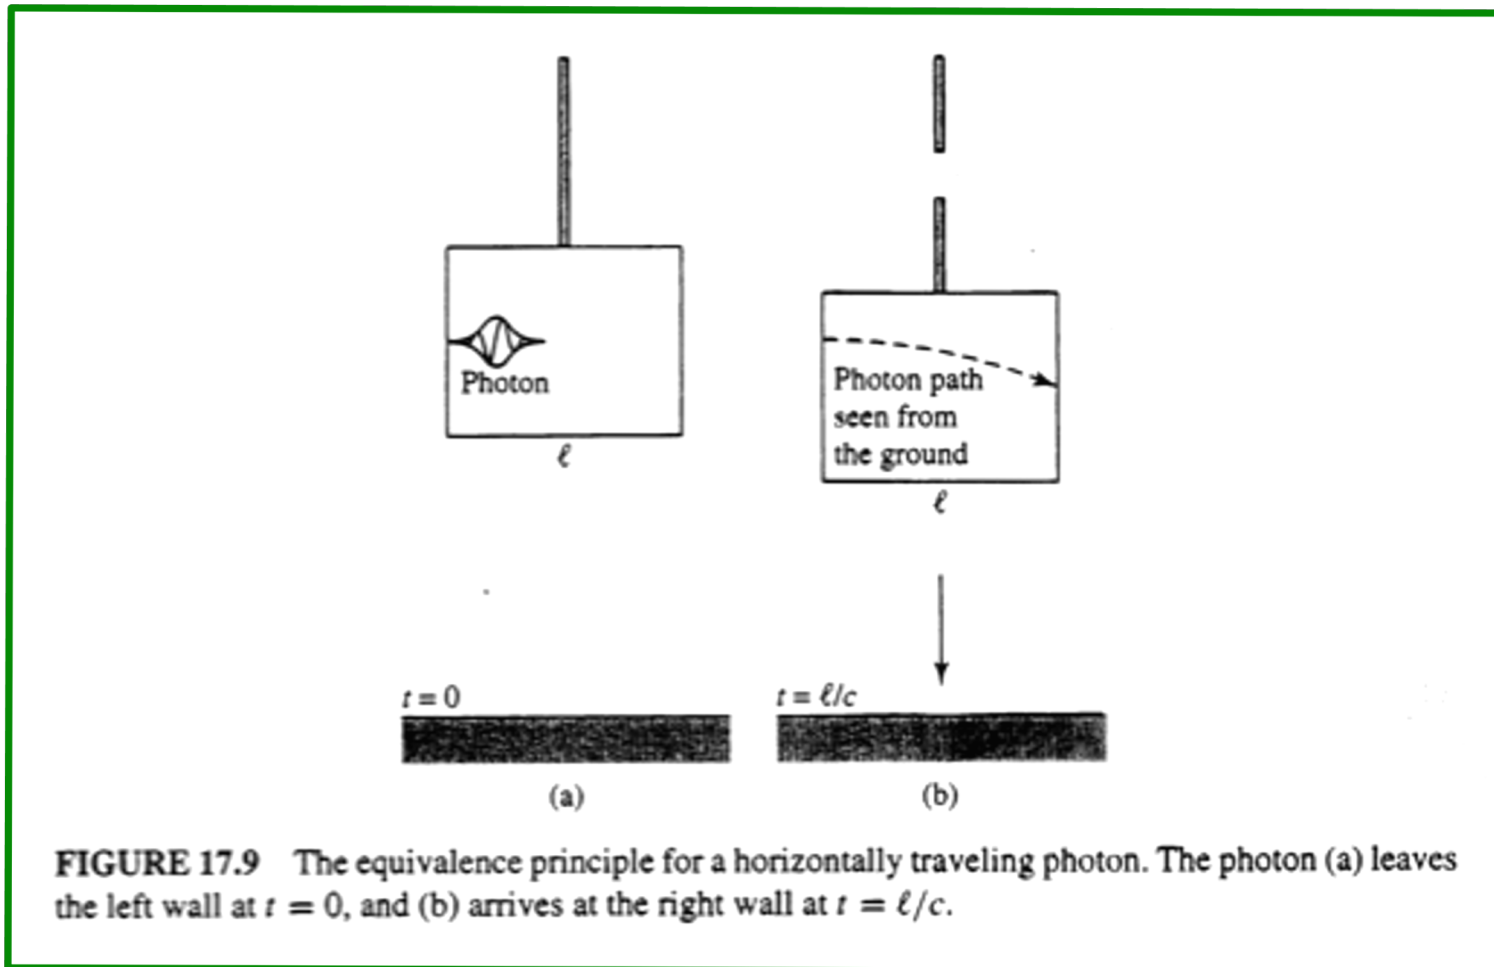 Photon
ℓ
Photon path
seen from
the ground
ℓ
t = 0
t = ℓ/c
(a)
(b)
FIGURE 17.9 The equivalence principle for a horizontally traveling photon. The photon (a) leaves
the left wall at t = 0, and (b) arrives at the right wall at t = ℓ/c.